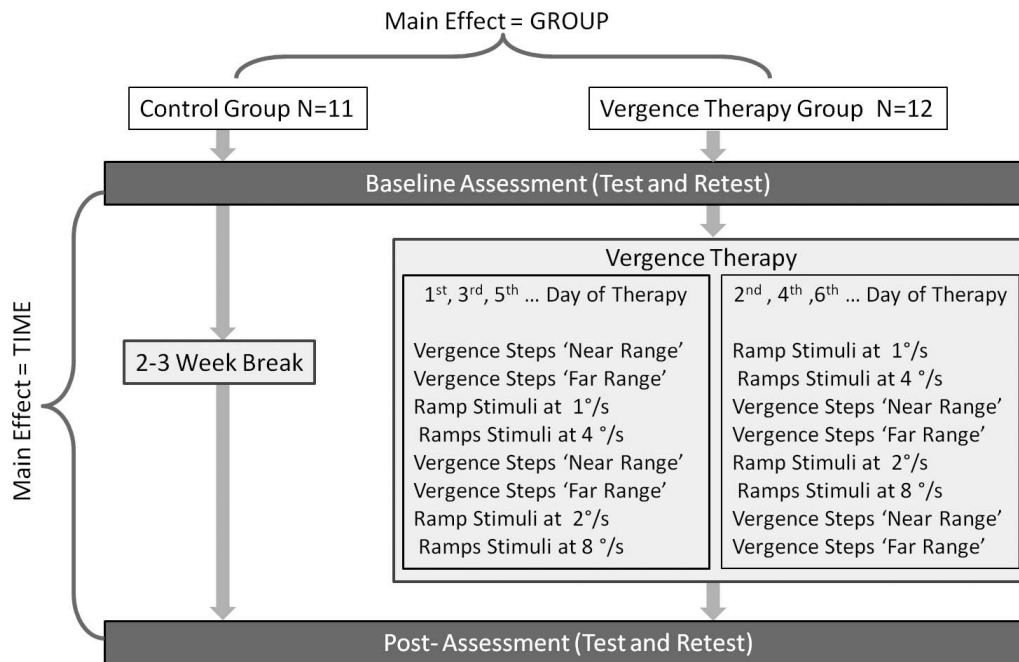 Main Effect = GROUP
Control Group N=11
Vergence Therapy Group N=12
Baseline Assessment (Test and Retest)
Main Effect = TIME
2-3 Week Break
Vergence Therapy
1st, 3rd, 5th ... Day of Therapy
Vergence Steps ‘Near Range’
Vergence Steps ‘Far Range’
Ramp Stimuli at 1°/s
Ramps Stimuli at 4 °/s
Vergence Steps ‘Near Range’
Vergence Steps ‘Far Range’
Ramp Stimuli at 2°/s
Ramps Stimuli at 8 °/s
2nd , 4th ,6th ... Day of Therapy
Ramp Stimuli at 1°/s
Ramps Stimuli at 4 °/s
Vergence Steps ‘Near Range’
Vergence Steps ‘Far Range’
Ramp Stimuli at 2°/s
Ramps Stimuli at 8 °/s
Vergence Steps ‘Near Range’
Vergence Steps ‘Far Range’
Post- Assessment (Test and Retest)